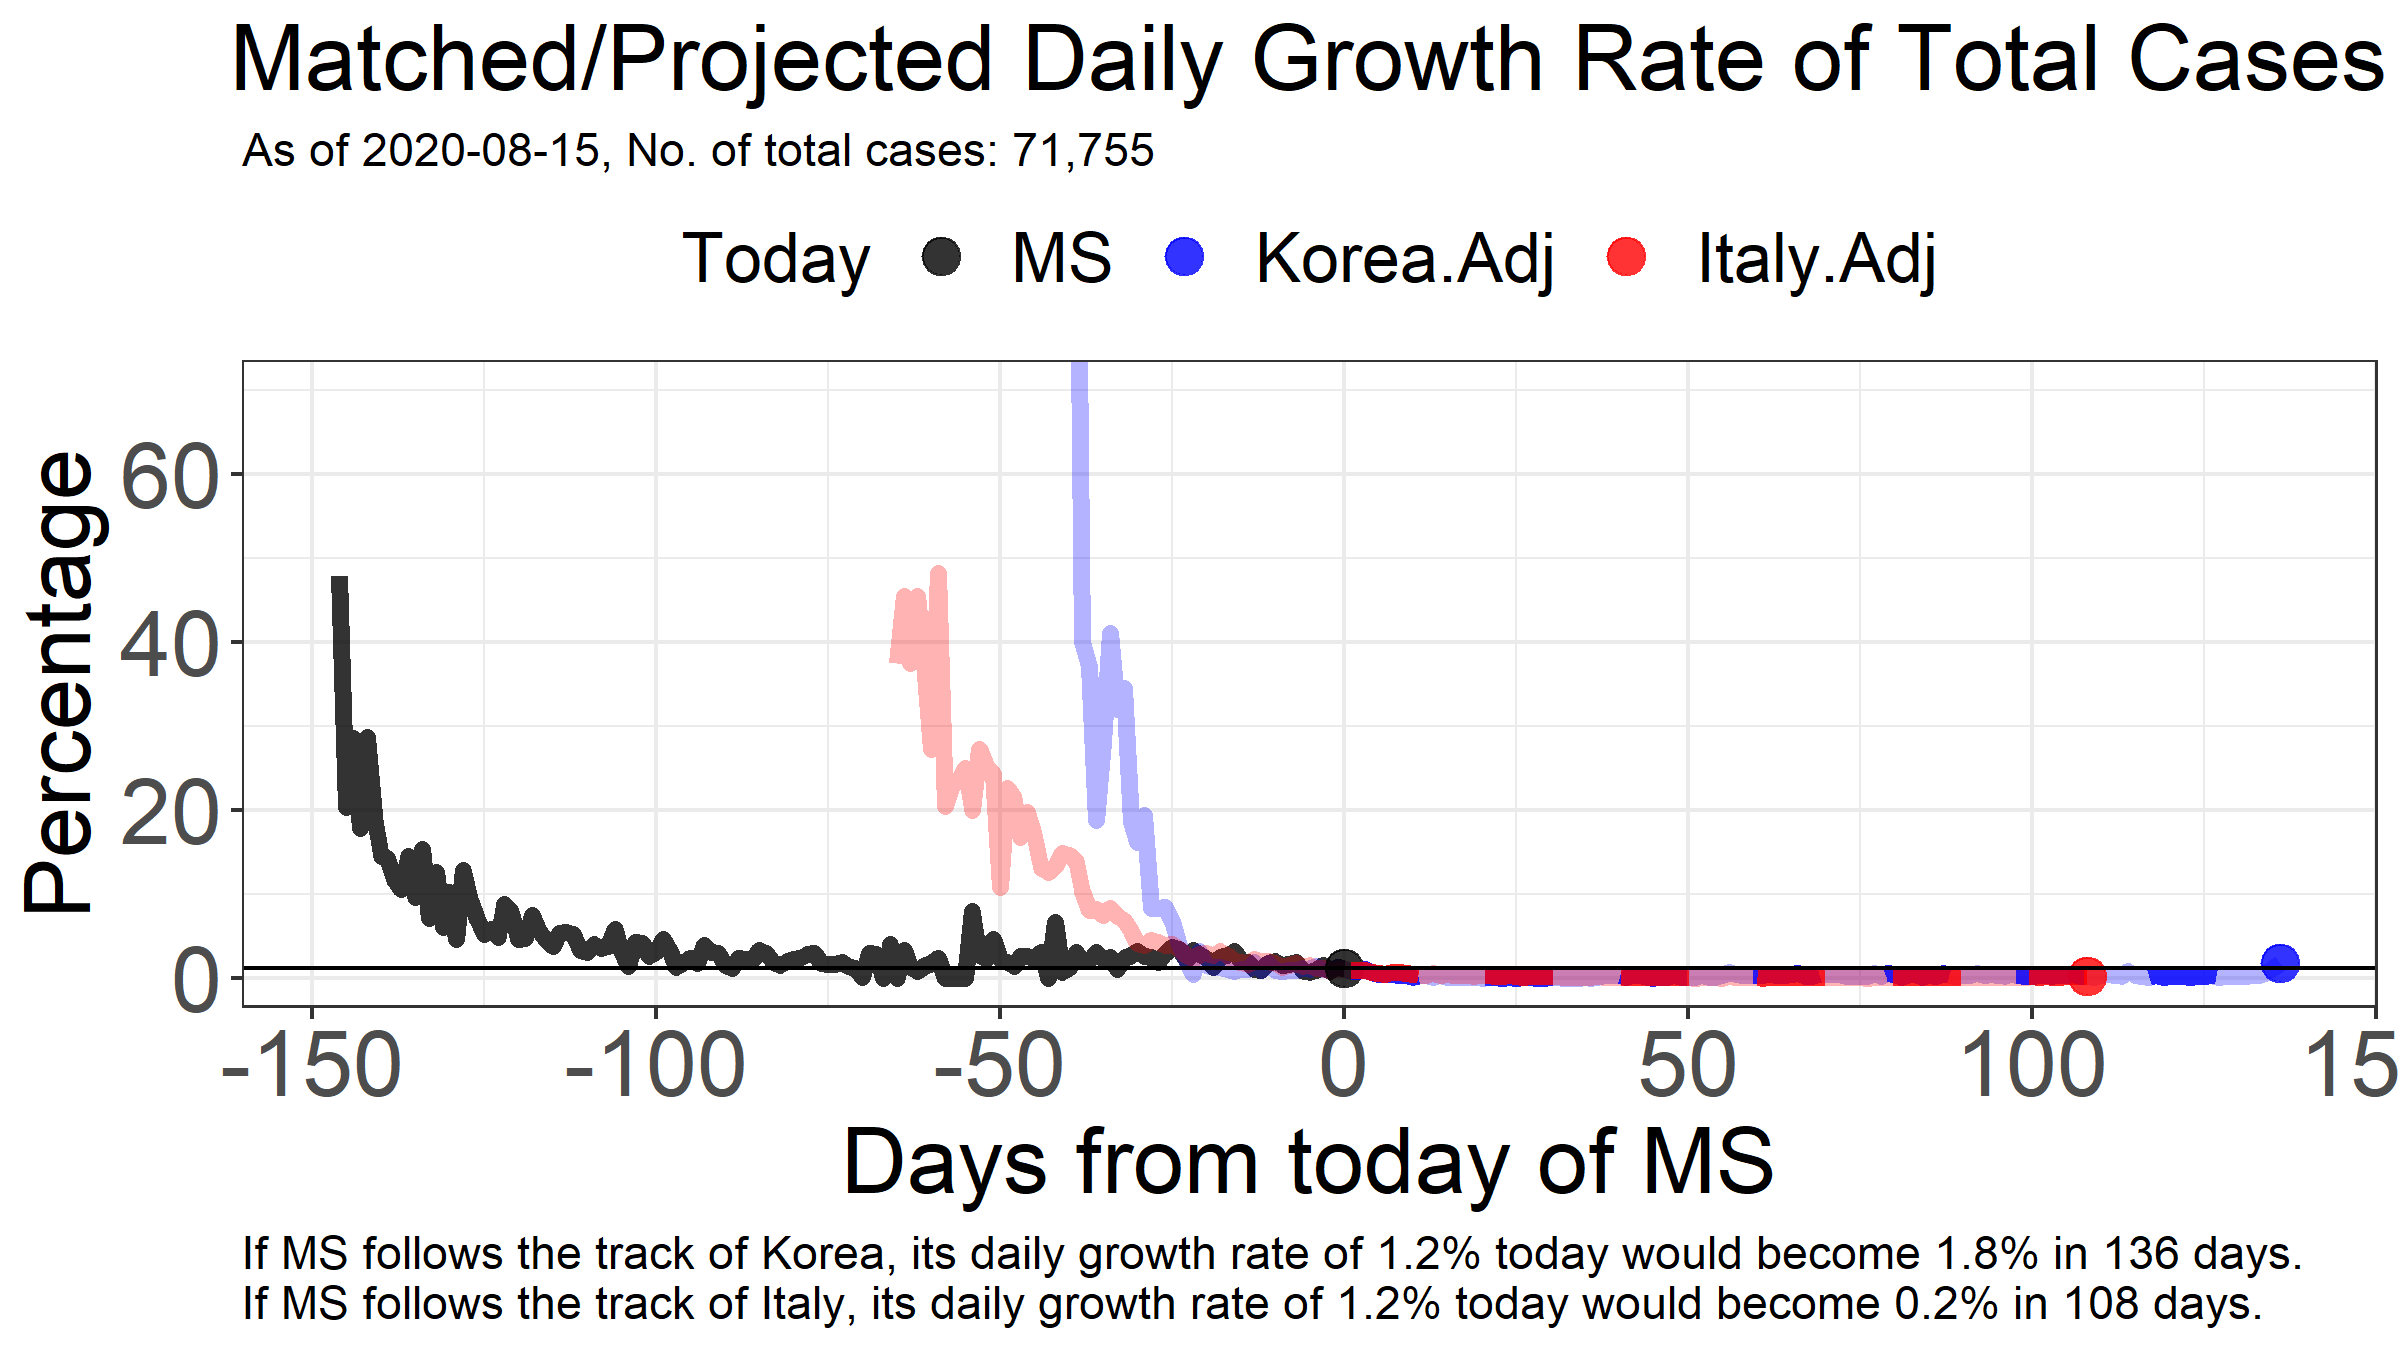 Matched/Projected Daily Growth Rate of Total Cases
As of 2020-08-15, No. of total cases: 71,755
Today MS Korea.Adj Italy.Adj
Percentage
60
40
20
0
-150 -100 -50 0 50 100 15
Days from today of MS
If MS follows the track of Korea, its daily growth rate of 1.2% today would become 1.8% in 136 days.
If MS follows the track of Italy, its daily growth rate of 1.2% today would become 0.2% in 108 days.